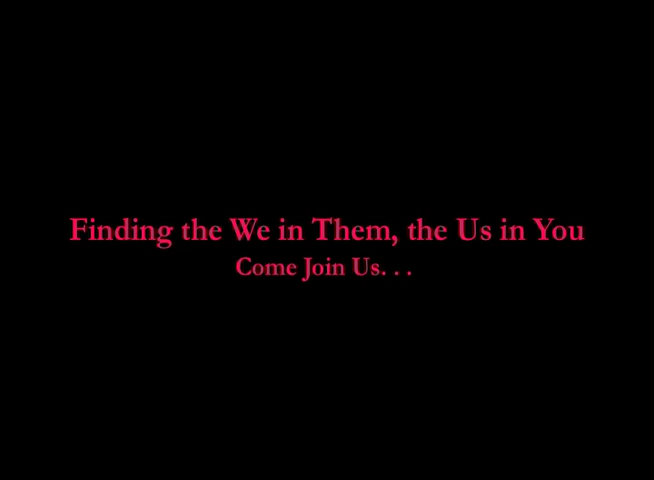 Finding the We in Them, the Us in You
Come Join Us. . .